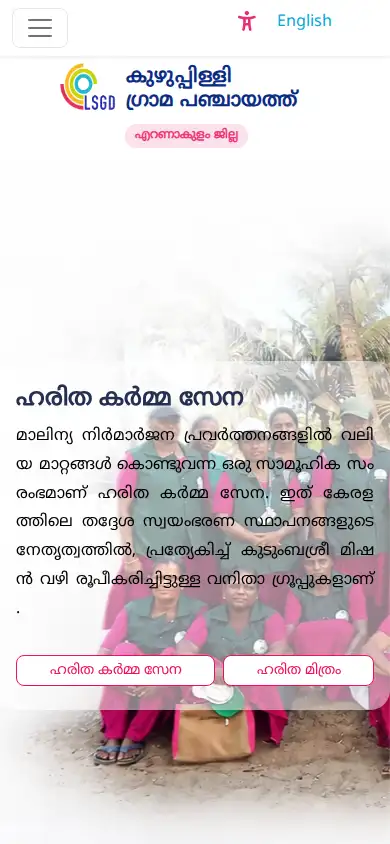 English
LSGD
കുഴുപ്പിള്ളി
ഗ്രാമ പഞ്ചായത്ത്
എറണാകുളം ജില്ല
ഹരിത കർമ്മ സേന
മാലിന്യ നിർമാർജന പ്രവർത്തനങ്ങളിൽ വലി
യ മാറ്റങ്ങൾ കൊണ്ടുവന്ന ഒരു സാമൂഹിക സം
രംഭമാണ് ഹരിത കർമ്മ സേന. ഇത് കേരള
ത്തിലെ തദ്ദേശ സ്വയംഭരണ സ്ഥാപനങ്ങളുടെ
നേതൃത്വത്തിൽ, പ്രത്യേകിച്ച് കുടുംബശ്രീ മിഷ
ൻ വഴി രൂപീകരിച്ചിട്ടുള്ള വനിതാ ഗ്രൂപ്പുകളാണ്
.
ഹരിത കർമ്മ സേന
ഹരിത മിത്രം